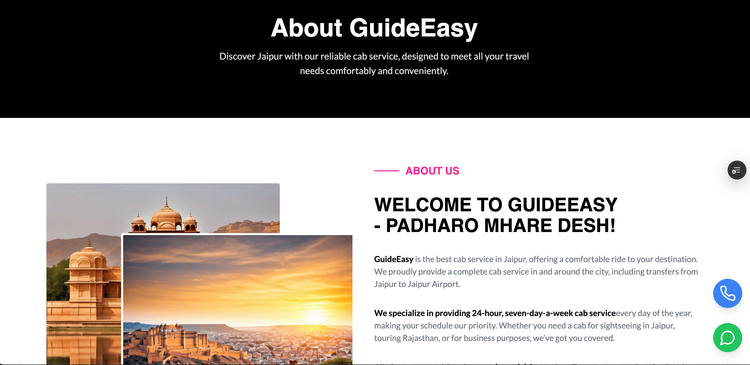 About GuideEasy
Discover Jaipur with our reliable cab service, designed to meet all your travel
needs comfortably and conveniently.
ABOUT US
WELCOME TO GUIDEEASY
- PADHARO MHARE DESH!
GuideEasy is the best cab service in Jaipur, offering a comfortable ride to your destination.
We proudly provide a complete cab service in and around the city, including transfers from
Jaipur to Jaipur Airport.
We specialize in providing 24-hour, seven-day-a-week cab serviceevery day of the year,
making your schedule our priority. Whether you need a cab for sightseeing in Jaipur,
touring Rajasthan, or for business purposes, we've got you covered.